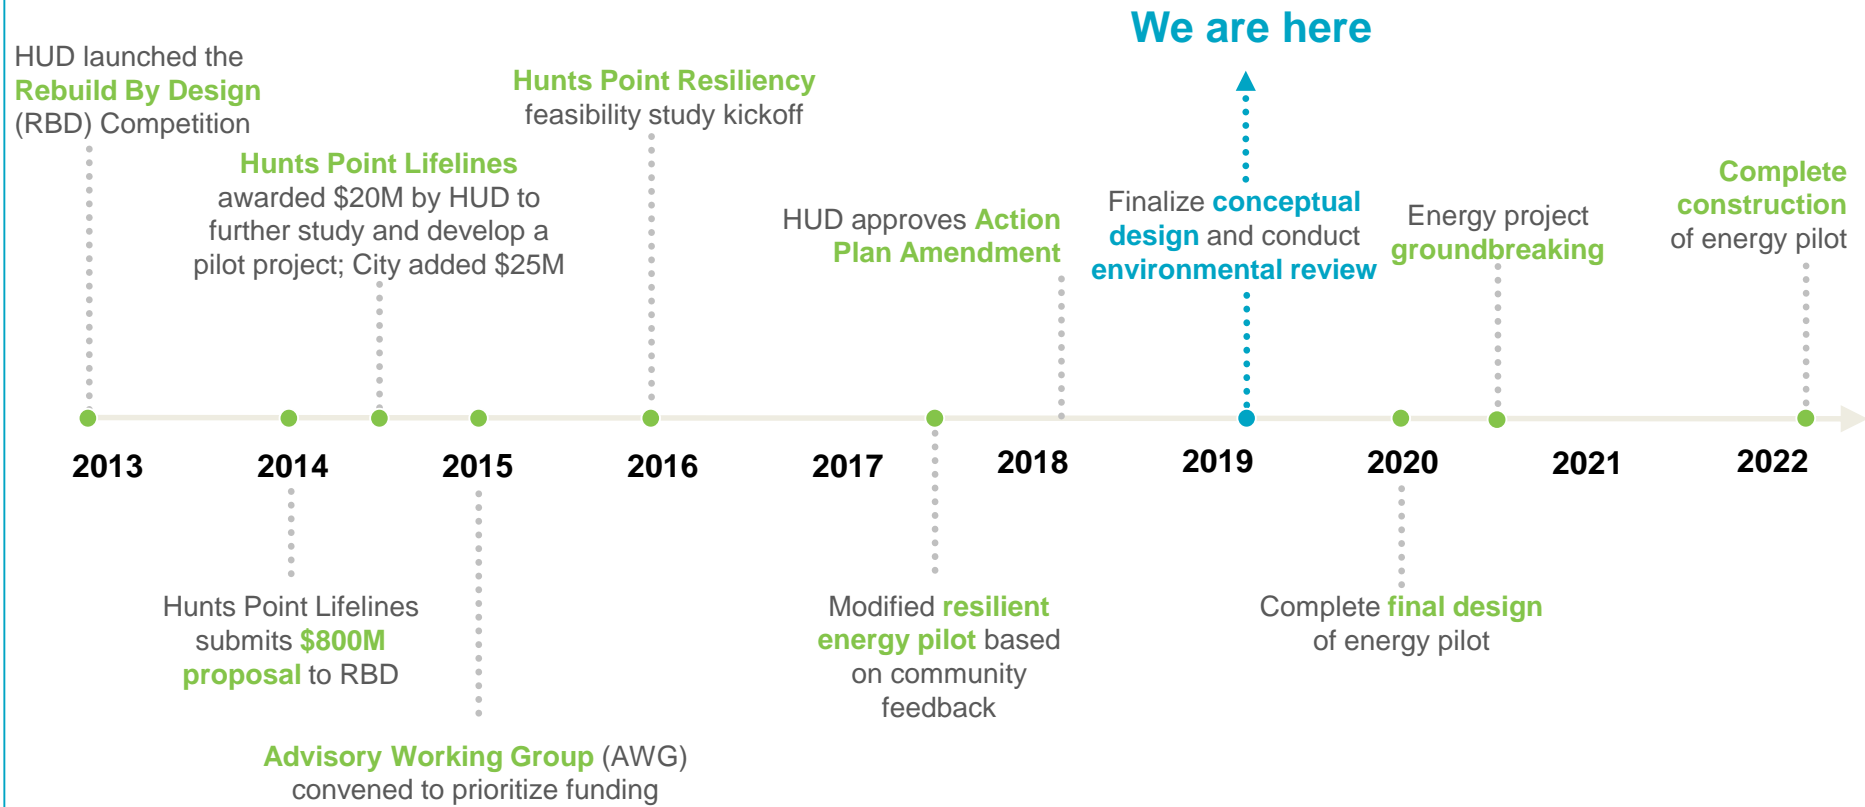 We are here
HUD launched the
Rebuild By Design
(RBD) Competition
Hunts Point Lifelines
awarded $20M by HUD to
further study and develop a
pilot project; City added $25M
Hunts Point Resiliency
feasibility study kickoff
HUD approves Action
Plan Amendment
Finalize conceptual
design and conduct
environmental review
Energy project
groundbreaking
Complete
construction
of energy pilot
2013
2014
2015
2016
2017
2018
2019
2020
2021
2022
Hunts Point Lifelines
submits $800M
proposal to RBD
Advisory Working Group (AWG)
convened to prioritize funding
Modified resilient
energy pilot based
on community
feedback
Complete final design
of energy pilot